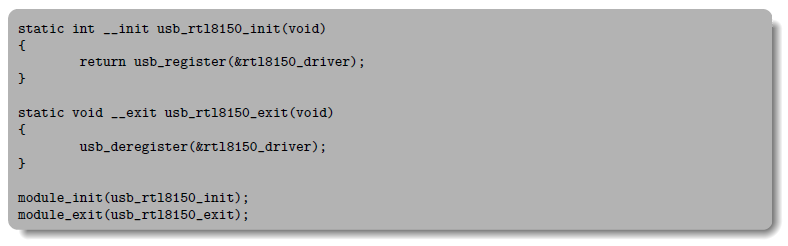 static int __init usb_rtl8150_init(void)
{
        return usb_register(&rtl8150_driver);
}

static void __exit usb_rtl8150_exit(void)
{
        usb_deregister(&rtl8150_driver);
}

module_init(usb_rtl8150_init);
module_exit(usb_rtl8150_exit);